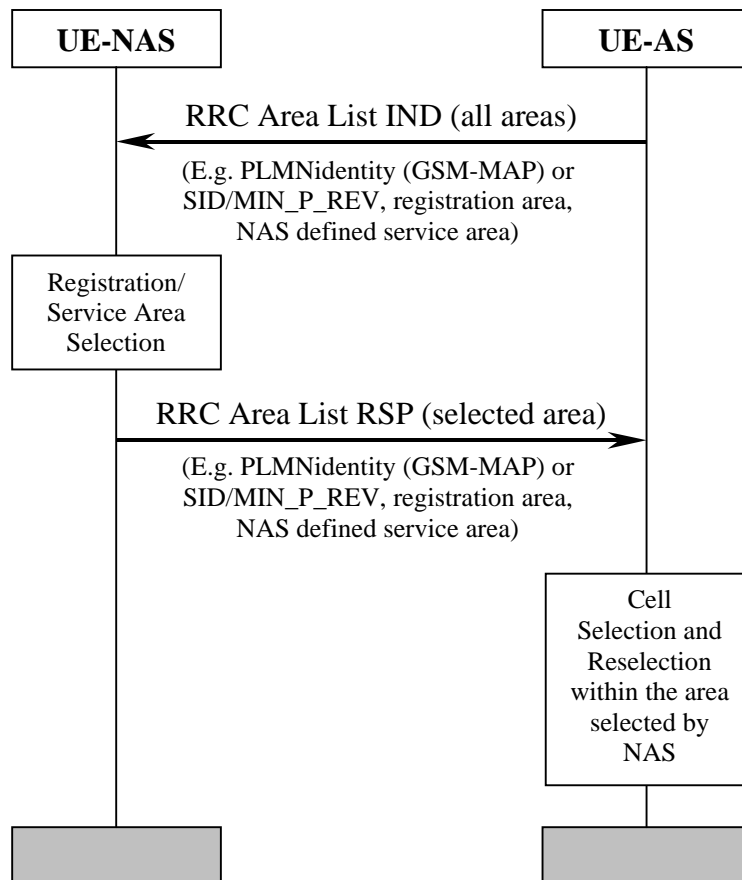 UE-NAS
UE-AS
RRC Area List IND (all areas)
(E.g. PLMNidentity (GSM-MAP) or
SID/MIN_P_REV, registration area,
NAS defined service area)
Registration/
Service Area
Selection
RRC Area List RSP (selected area)
(E.g. PLMNidentity (GSM-MAP) or
SID/MIN_P_REV, registration area,
NAS defined service area)
Cell
Selection and
Reselection
within the area
selected by
NAS